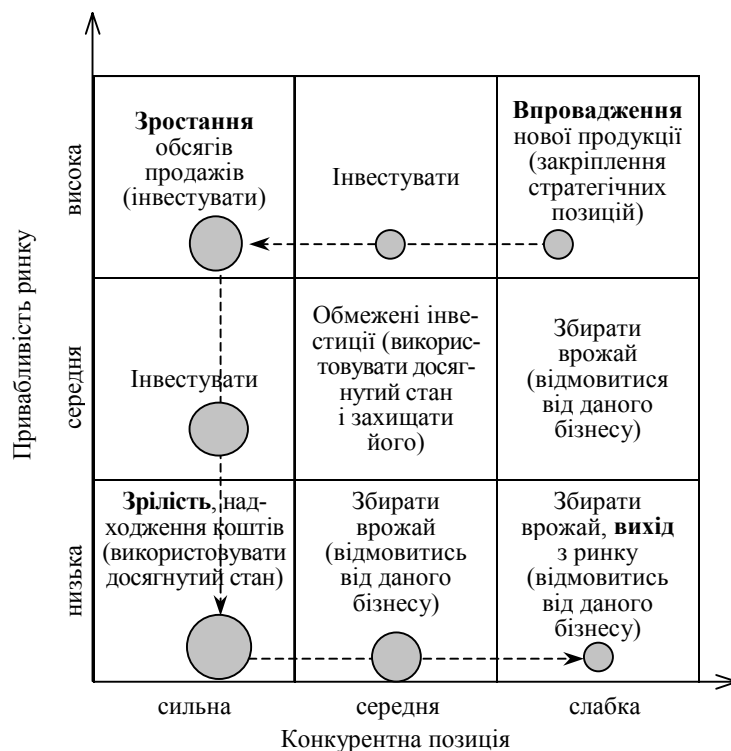 Привабливість ринку
висока
Зростання
обсягів
продажів
(інвестувати)
Інвестувати
Впровадження
нової продукції
(закріплення
стратегічних
позицій)
середня
Інвестувати
Обмежені інве-
стиції (викорис-
товувати досяг-
нутий стан
і захищати
його)
Збирати
врожай
(відмовитися
від даного
бізнесу)
низька
Зрілість, над-
ходження коштів
(використовувати
досягнутий стан)
Збирати
врожай
(відмовитись
від даного
бізнесу)
Збирати
врожай, вихід
з ринку
(відмовитись
від даного
бізнесу)
сильна
середня
слабка
Конкурентна позиція